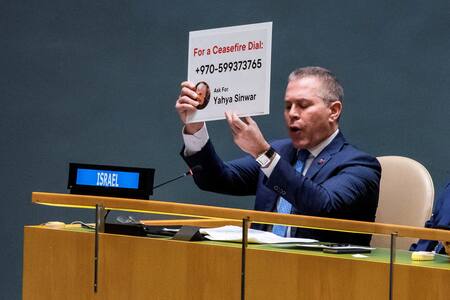 For a Ceasefire Dial:
+970-599373765
Ask For:
Yahya Sinwar
ISRAEL